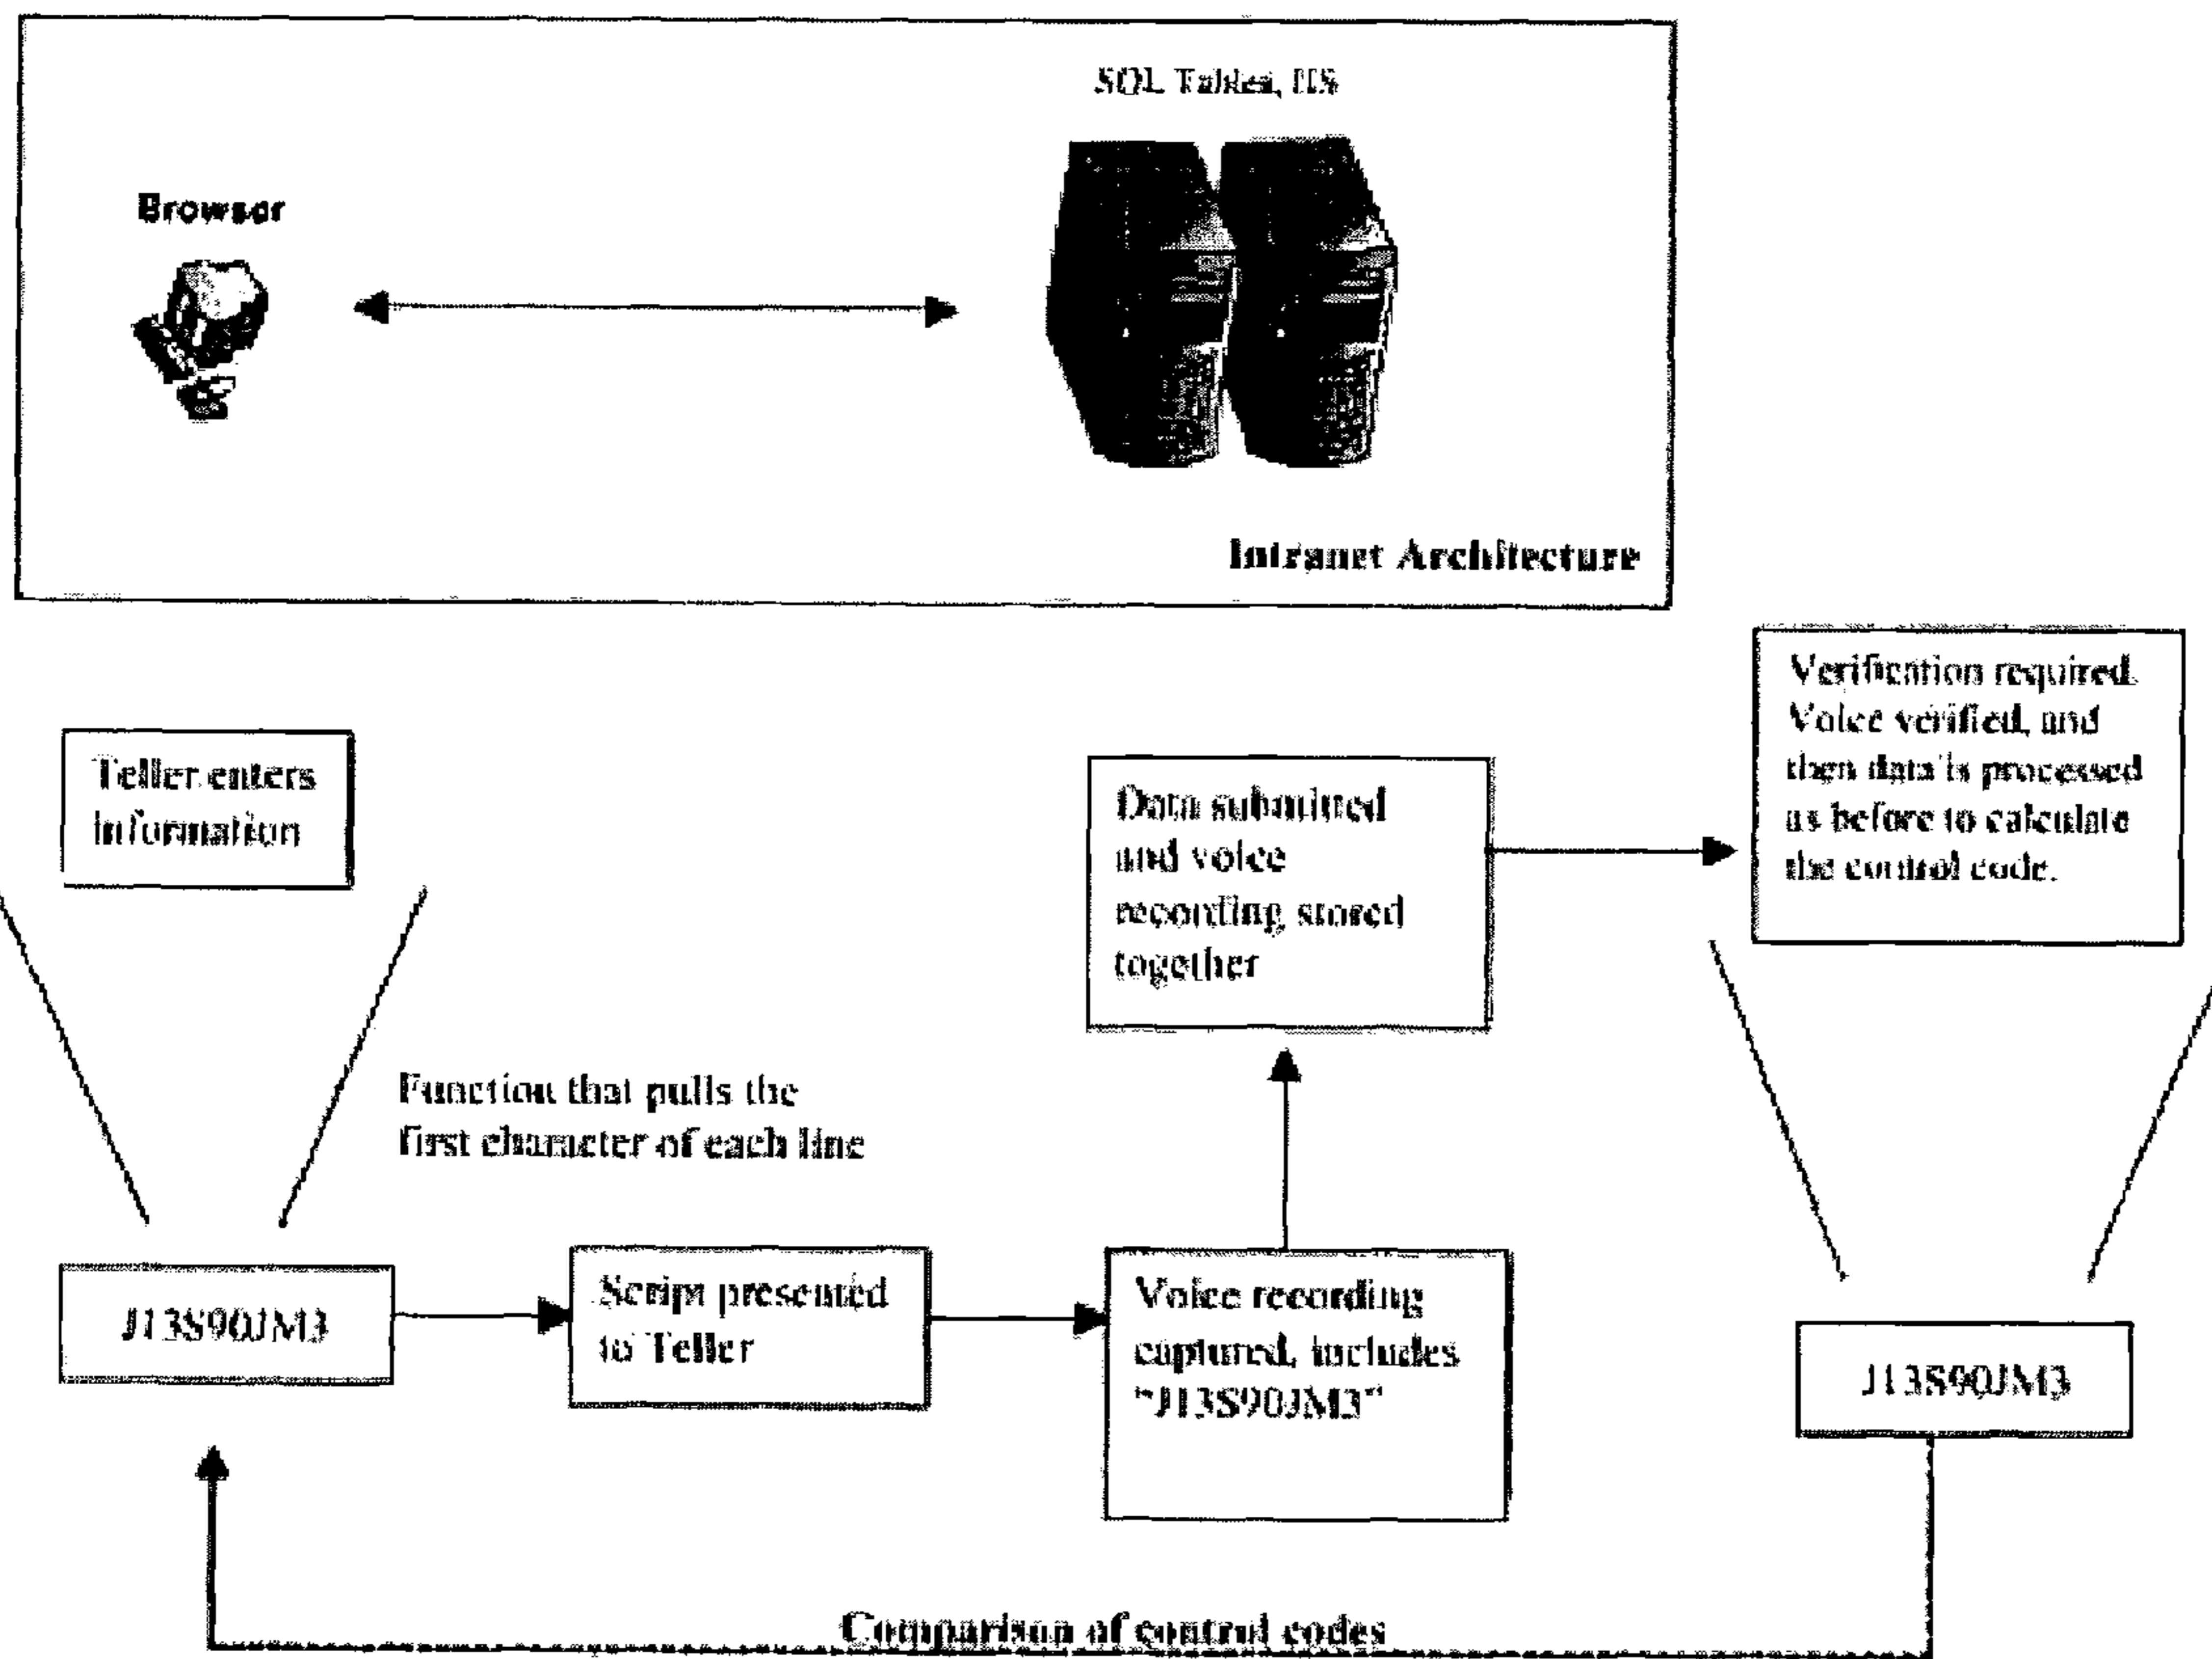 SQL Tables, IIS
Browser
Intranet Architecture
Teller enters
Information
Function that pulls the
first character of each line
J13S90JM3
Script presented
to Teller
Voice recording
captured, includes
"J13S90JM3"
Data submitted
and voice
recording stored
together
Verification required.
Voice verified, and
then data is processed
as before to calculate
the control code.
J13S90JM3
Comparison of control codes